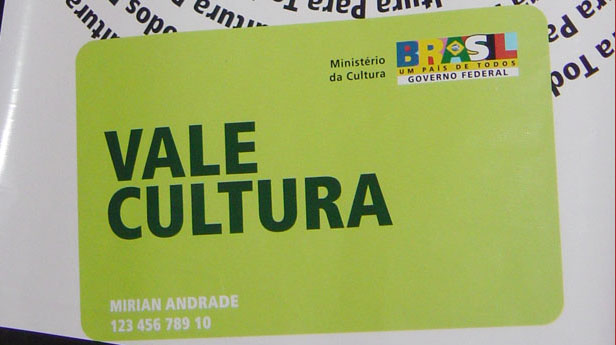 Ministério
da Cultura
BRASIL
UM PAÍS DE TODOS
GOVERNO FEDERAL
VALE
CULTURA
MIRIAN ANDRADE
123 456 789 10